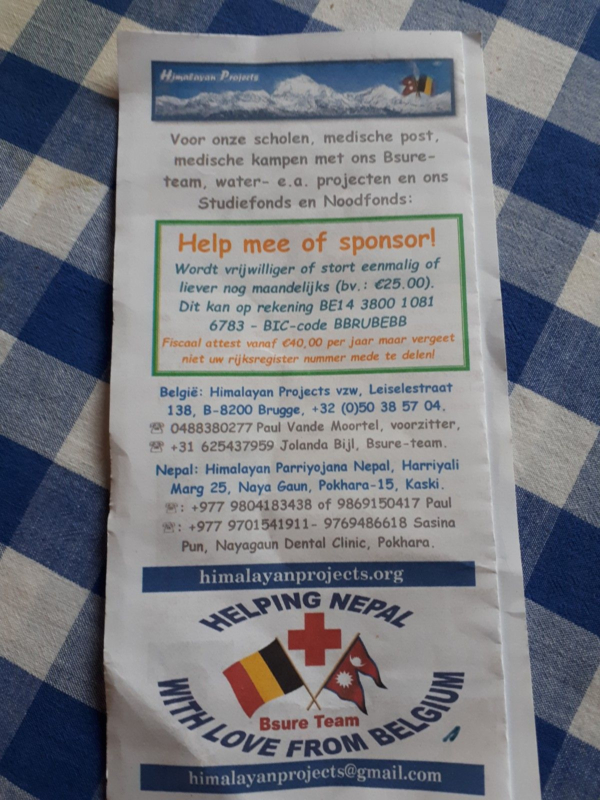 Himalayan Projects
Voor onze scholen, medische post,
medische kampen met ons Bsure-
team, water- e.a. projecten en ons
Studiefonds en Noodfonds:
Help mee of sponsor!
Wordt vrijwilliger of stort eenmalig of
liever nog maandelijks (bv.: €25.00).
Dit kan op rekening BE14 3800 1081
6783 - BIC-code BBRUBEBB
Fiscaal attest vanaf €40,00 per jaar maar vergeet
niet uw rijksregister nummer mede te delen!
België: Himalayan Projects vzw, Leiselestraat
138, B-8200 Brugge, +32 (0)50 38 57 04.
☏ 0488380277 Paul Vande Moortel, voorzitter,
☏ +31 625437959 Jolanda Bijl, Bsure-team.
Nepal: Himalayan Parriyojana Nepal, Harriyali
Marg 25, Naya Gaun, Pokhara-15, Kaski.
☏: +977 9804183438 of 9869150417 Paul
☏: +977 9701541911- 9769486618 Sasina
Pun, Nayagaun Dental Clinic, Pokhara.
himalayanprojects.org
HELPING NEPAL
Bsure Team
WITH LOVE FROM BELGIUM
himalayanprojects@gmail.com